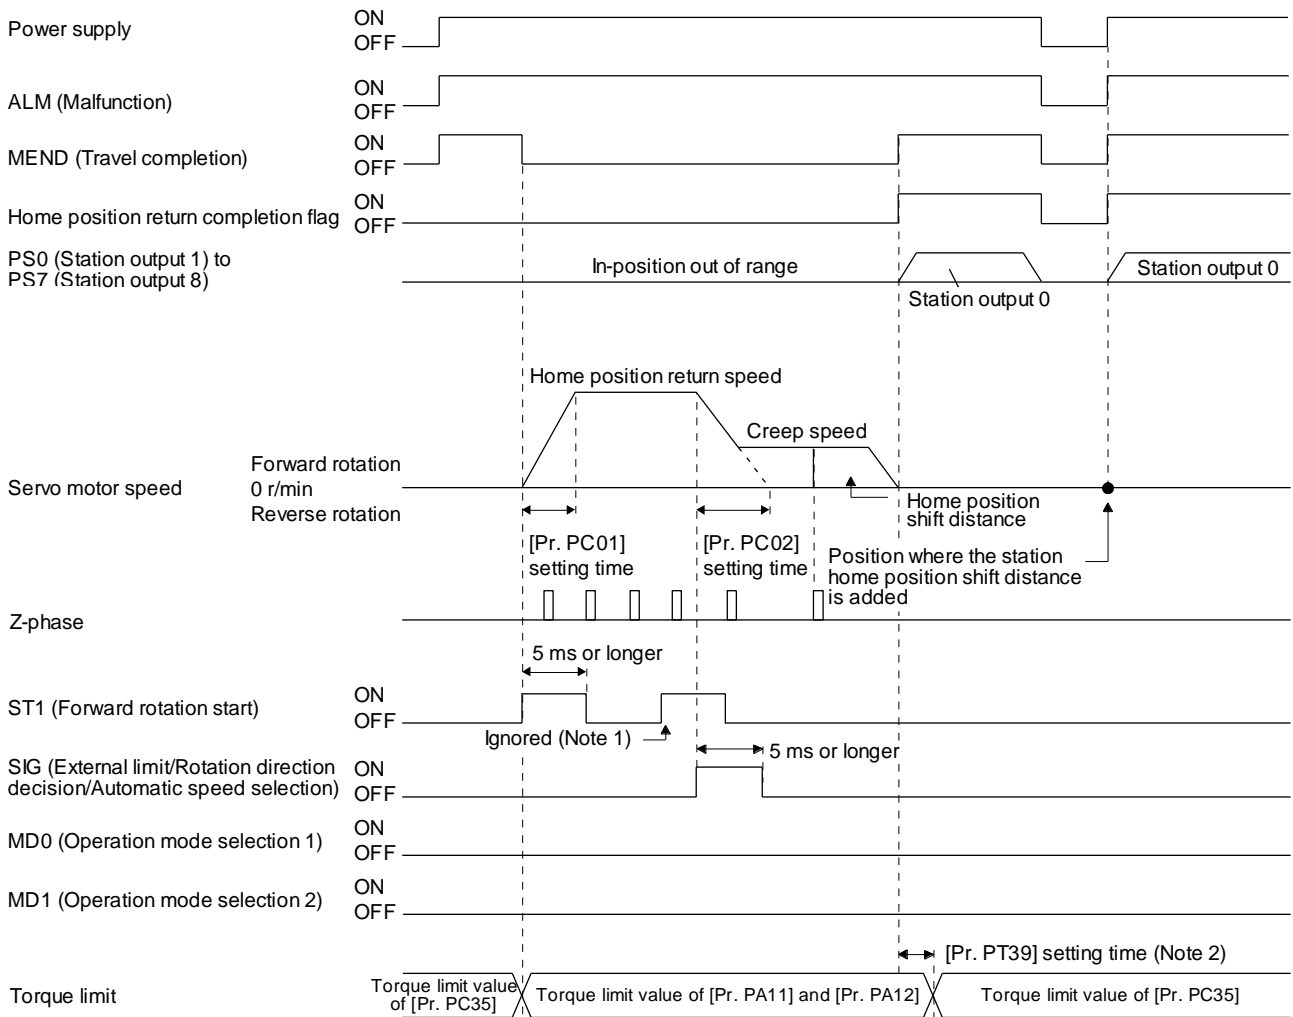 Power supply
ON
OFF
ALM (Malfunction)
ON
OFF
MEND (Travel completion)
ON
OFF
Home position return completion flag
ON
OFF
PS0 (Station output 1) to
PS7 (Station output 8)
In-position out of range
Station output 0
Station output 0
Home position return speed
Creep speed
Servo motor speed
Forward rotation
0 r/min
Reverse rotation
Home position
shift distance
[Pr. PC01]
setting time
[Pr. PC02]
setting time
Position where the station
home position shift distance
is added
Z-phase
5 ms or longer
ST1 (Forward rotation start)
ON
OFF
Ignored (Note 1)
5 ms or longer
SIG (External limit/Rotation direction
decision/Automatic speed selection)
ON
OFF
MD0 (Operation mode selection 1)
ON
OFF
MD1 (Operation mode selection 2)
ON
OFF
[Pr. PT39] setting time (Note 2)
Torque limit
Torque limit value
of [Pr. PC35]
Torque limit value of [Pr. PA11] and [Pr. PA12]
Torque limit value of [Pr. PC35]